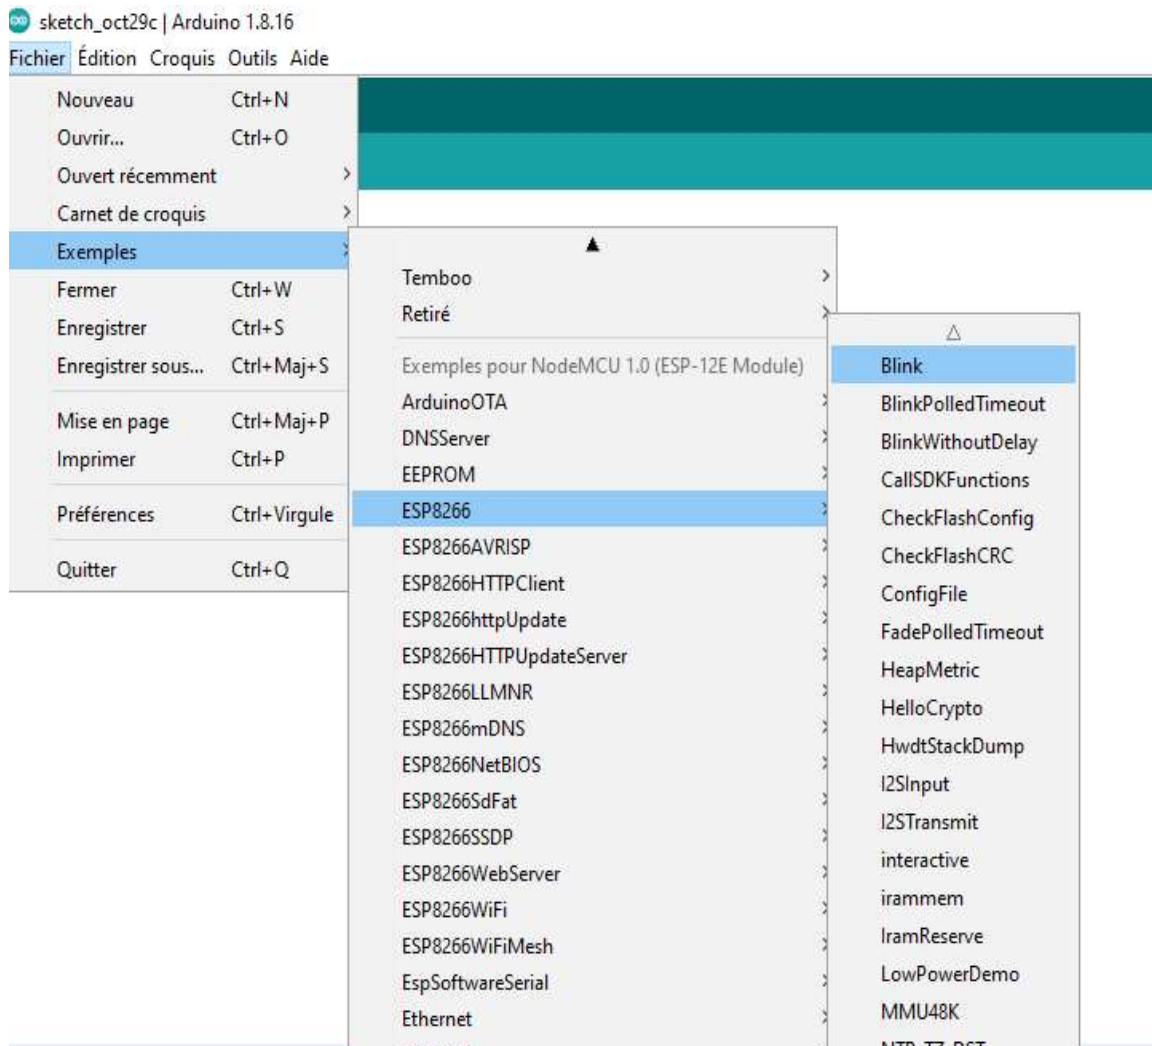 sketch_oct29c | Arduino 1.8.16
Fichier Édition Croquis Outils Aide
Nouveau Ctrl+N
Ouvrir... Ctrl+O
Ouvert récemment
Carnet de croquis
Exemples
Fermer Ctrl+W
Enregistrer Ctrl+S
Enregistrer sous... Ctrl+Maj+S
Mise en page Ctrl+Maj+P
Imprimer Ctrl+P
Préférences Ctrl+Virgule
Quitter Ctrl+Q
Temboo
Retiré
Exemples pour NodeMCU 1.0 (ESP-12E Module)
ArduinoOTA
DNSServer
EEPROM
ESP8266
ESP8266AVRISP
ESP8266HTTPClient
ESP8266httpUpdate
ESP8266HTTPUpdateServer
ESP8266LLMNR
ESP8266mDNS
ESP8266NetBIOS
ESP8266SdFat
ESP8266SSDP
ESP8266WebServer
ESP8266WiFi
ESP8266WiFiMesh
EspSoftwareSerial
Ethernet
Blink
BlinkPolledTimeout
BlinkWithoutDelay
CallSDKFunctions
CheckFlashConfig
CheckFlashCRC
ConfigFile
FadePolledTimeout
HeapMetric
HelloCrypto
HwdtStackDump
I2SInput
I2STransmit
interactive
irammem
IramReserve
LowPowerDemo
MMU48K